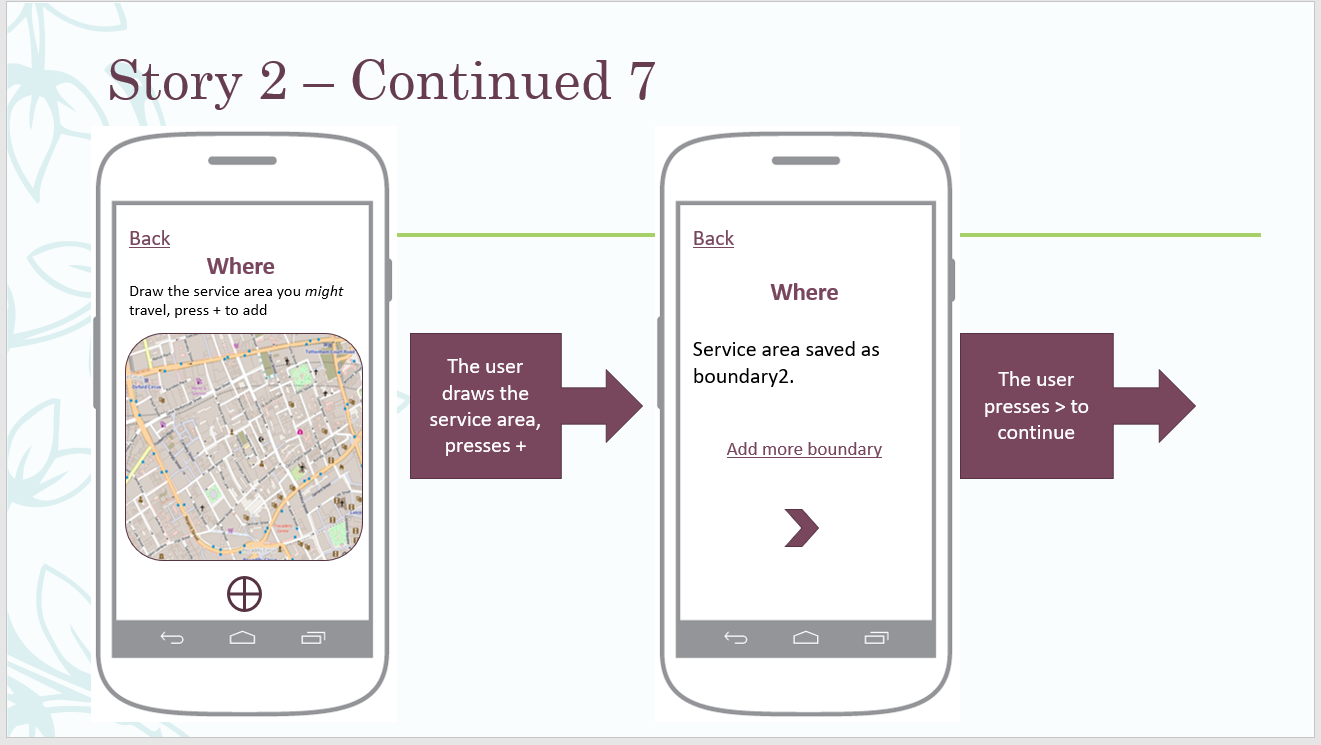 Story 2 – Continued 7
Back
Where
Draw the service area you might
travel, press + to add
The user
draws the
service area,
presses +
Back
Where
Service area saved as
boundary2.
Add more boundary
The user
presses > to
continue